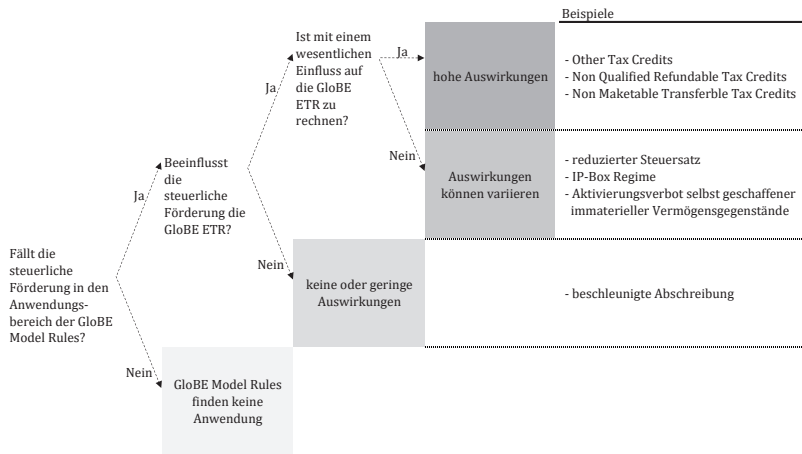 Beispiele
Ist mit einem
wesentlichen
Einfluss auf
die GloBE
ETR zu
rechnen?
Ja
hohe Auswirkungen
- Other Tax Credits
- Non Qualified Refundable Tax Credits
- Non Maketable Transferble Tax Credits
Ja
Nein
Beeinflusst
die
steuerliche
Förderung die
GloBE ETR?
Auswirkungen
können variieren
- reduzierter Steuersatz
- IP-Box Regime
- Aktivierungsverbot selbst geschaffener
immaterieller Vermögensgegenstände
Ja
Nein
Fällt die
steuerliche
Förderung in den
Anwendungs-
bereich der GloBE
Model Rules?
keine oder geringe
Auswirkungen
- beschleunigte Abschreibung
Nein
GloBE Model Rules
finden keine
Anwendung